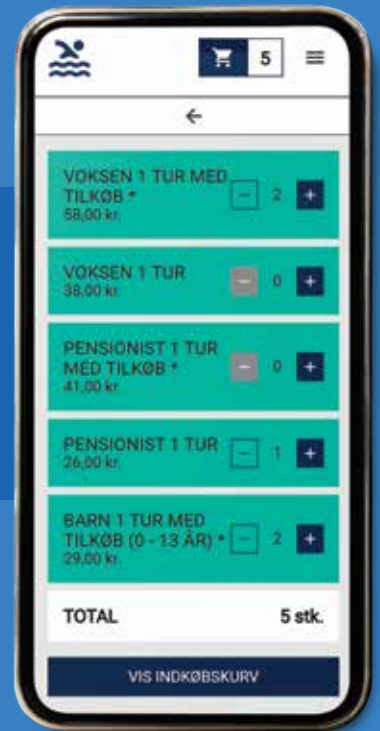 5
VOKSEN 1 TUR MED
TILKØB *
58,00 kr.
− 2 +
VOKSEN 1 TUR
38,00 kr.
− 0 +
PENSIONIST 1 TUR
MED TILKØB *
41,00 kr.
− 0 +
PENSIONIST 1 TUR
26,00 kr.
− 1 +
BARN 1 TUR MED
TILKØB (0 - 13 ÅR) *
29,00 kr.
− 2 +
TOTAL 5 stk.
VIS INDKØBSKURV